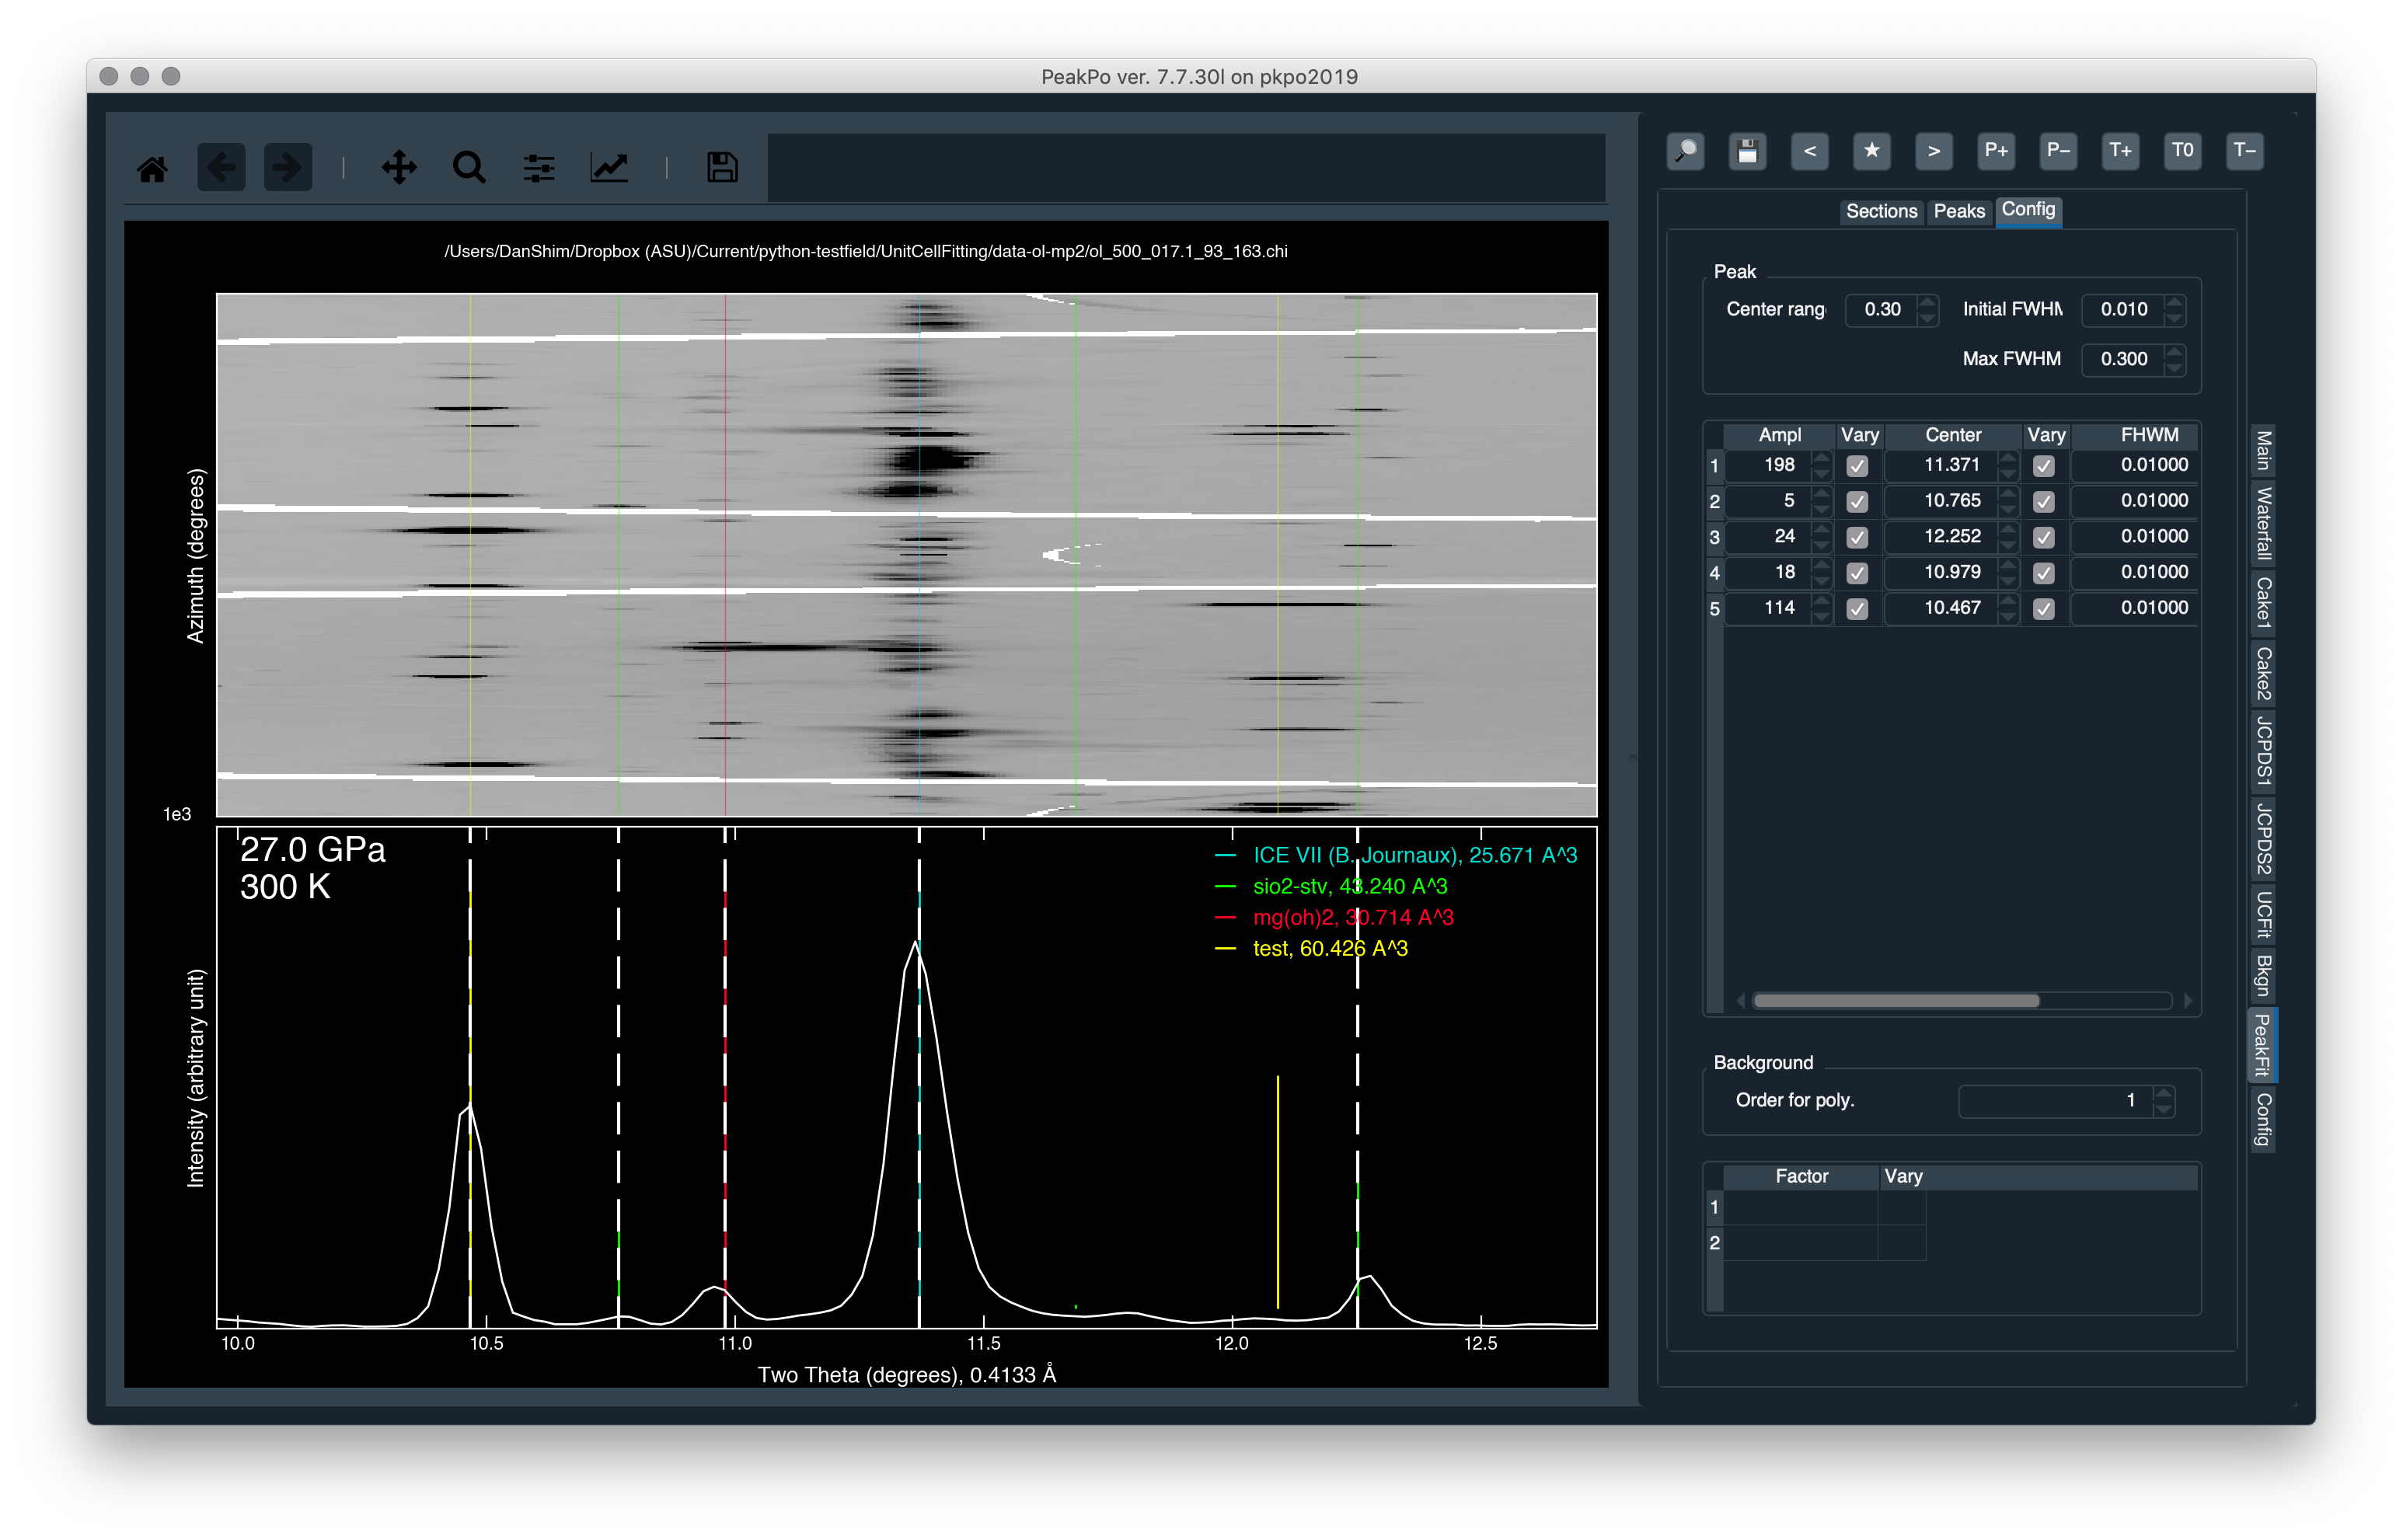 PeakPo ver. 7.7.30l on pkpo2019
< ★ > P+ P− T+ T0 T−
Sections Peaks Config
/Users/DanShim/Dropbox (ASU)/Current/python-testfield/UnitCellFitting/data-ol-mp2/ol_500_017.1_93_163.chi
Azimuth (degrees)
1e3
27.0 GPa
300 K
ICE VII (B. Journaux), 25.671 A^3
sio2-stv, 43.240 A^3
mg(oh)2, 30.714 A^3
test, 60.426 A^3
Intensity (arbitrary unit)
10.0 10.5 11.0 11.5 12.0 12.5
Two Theta (degrees), 0.4133 Å
Peak
Center rang 0.30 Initial FWHM 0.010
Max FWHM 0.300
Ampl Vary Center Vary FHWM
1 198 11.371 0.01000
2 5 10.765 0.01000
3 24 12.252 0.01000
4 18 10.979 0.01000
5 114 10.467 0.01000
Background
Order for poly. 1
Factor Vary
1
2
Main
Waterfall
Cake1
Cake2
JCPDS1
JCPDS2
UCFit
Bkgn
PeakFit
Config